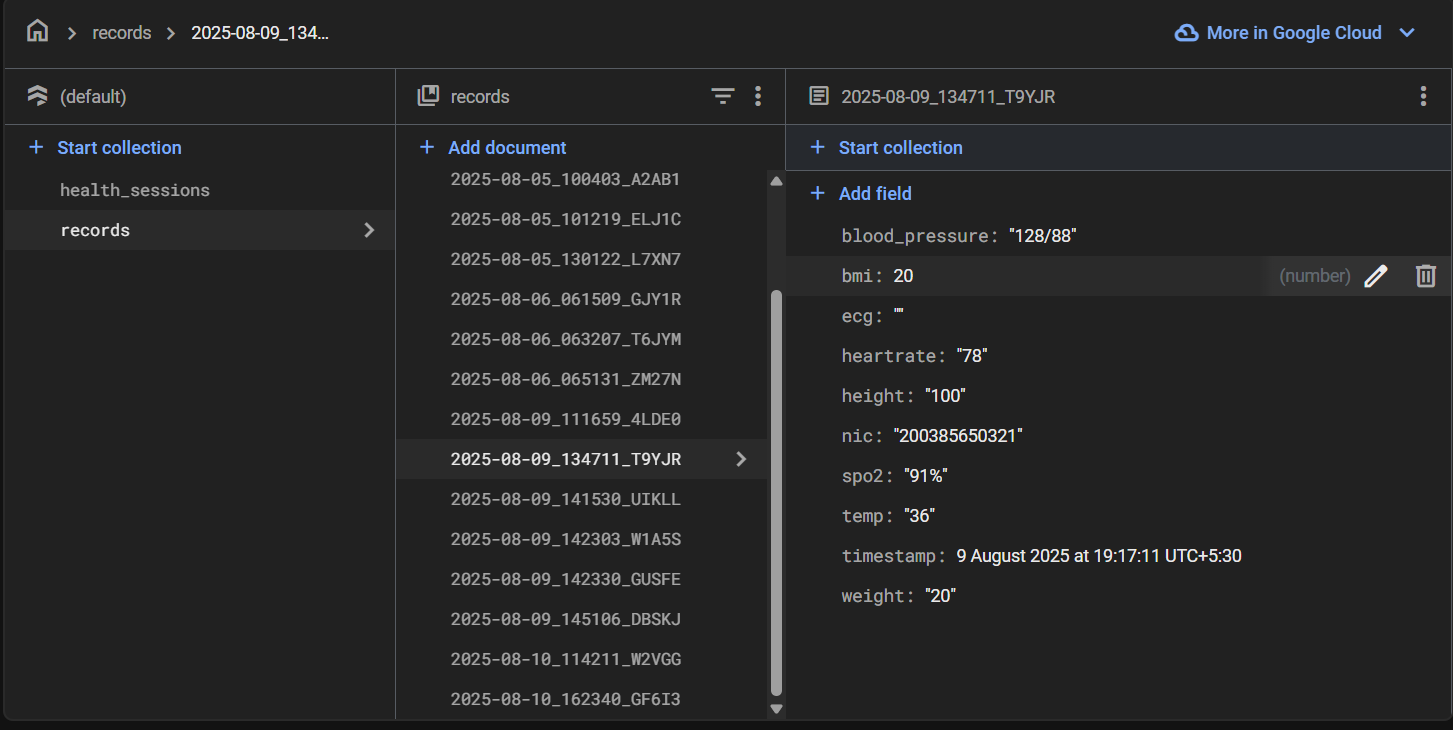 records 2025-08-09_134… More in Google Cloud
(default)
Start collection
health_sessions
records
records
Add document
2025-08-05_100403_A2AB1
2025-08-05_101219_ELJ1C
2025-08-05_130122_L7XN7
2025-08-06_061509_GJY1R
2025-08-06_063207_T6JYM
2025-08-06_065131_ZM27N
2025-08-09_111659_4LDE0
2025-08-09_134711_T9YJR
2025-08-09_141530_UIKLL
2025-08-09_142303_W1A5S
2025-08-09_142330_GUSFE
2025-08-09_145106_DBSKJ
2025-08-10_114211_W2VGG
2025-08-10_162340_GF6I3
2025-08-09_134711_T9YJR
Start collection
Add field
blood_pressure: "128/88"
bmi: 20 (number)
ecg: ""
heartrate: "78"
height: "100"
nic: "200385650321"
spo2: "91%"
temp: "36"
timestamp: 9 August 2025 at 19:17:11 UTC+5:30
weight: "20"